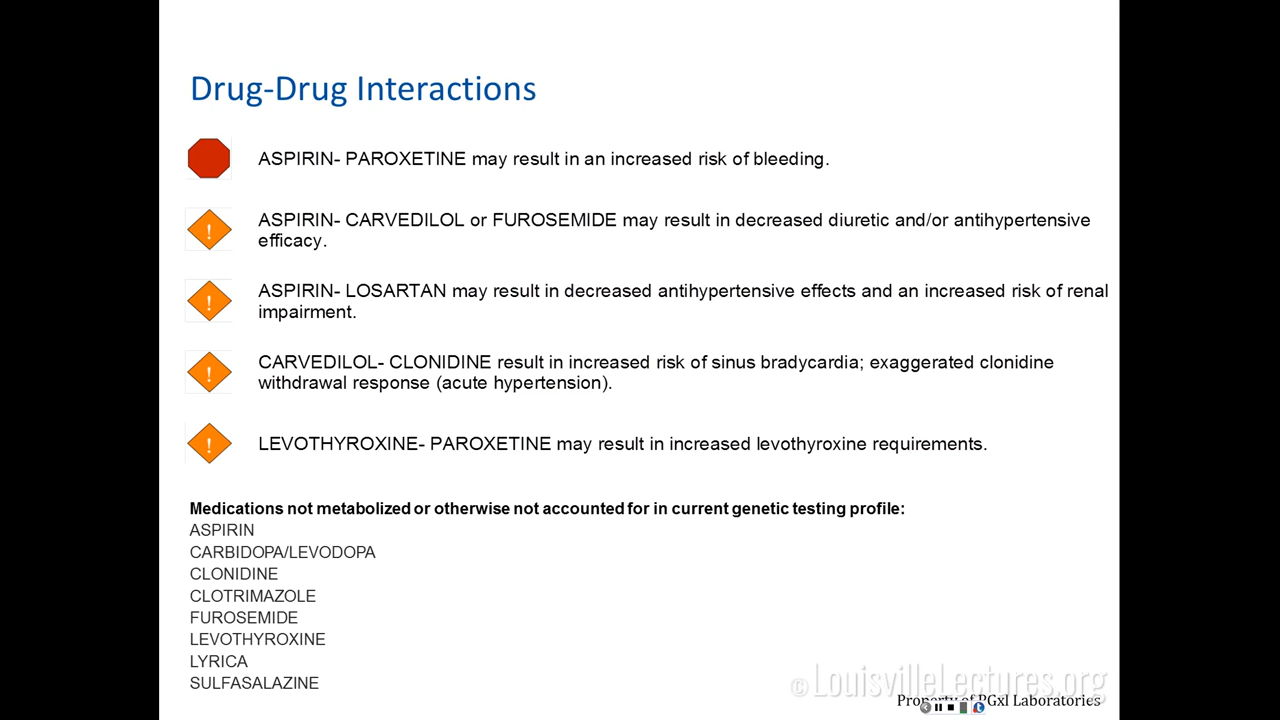 Drug-Drug Interactions
ASPIRIN- PAROXETINE may result in an increased risk of bleeding.
!
ASPIRIN- CARVEDILOL or FUROSEMIDE may result in decreased diuretic and/or antihypertensive
efficacy.
!
ASPIRIN- LOSARTAN may result in decreased antihypertensive effects and an increased risk of renal
impairment.
!
CARVEDILOL- CLONIDINE result in increased risk of sinus bradycardia; exaggerated clonidine
withdrawal response (acute hypertension).
!
LEVOTHYROXINE- PAROXETINE may result in increased levothyroxine requirements.
Medications not metabolized or otherwise not accounted for in current genetic testing profile:
ASPIRIN
CARBIDOPA/LEVODOPA
CLONIDINE
CLOTRIMAZOLE
FUROSEMIDE
LEVOTHYROXINE
LYRICA
SULFASALAZINE
© LouisvilleLectures.org
Property of PGxI Laboratories